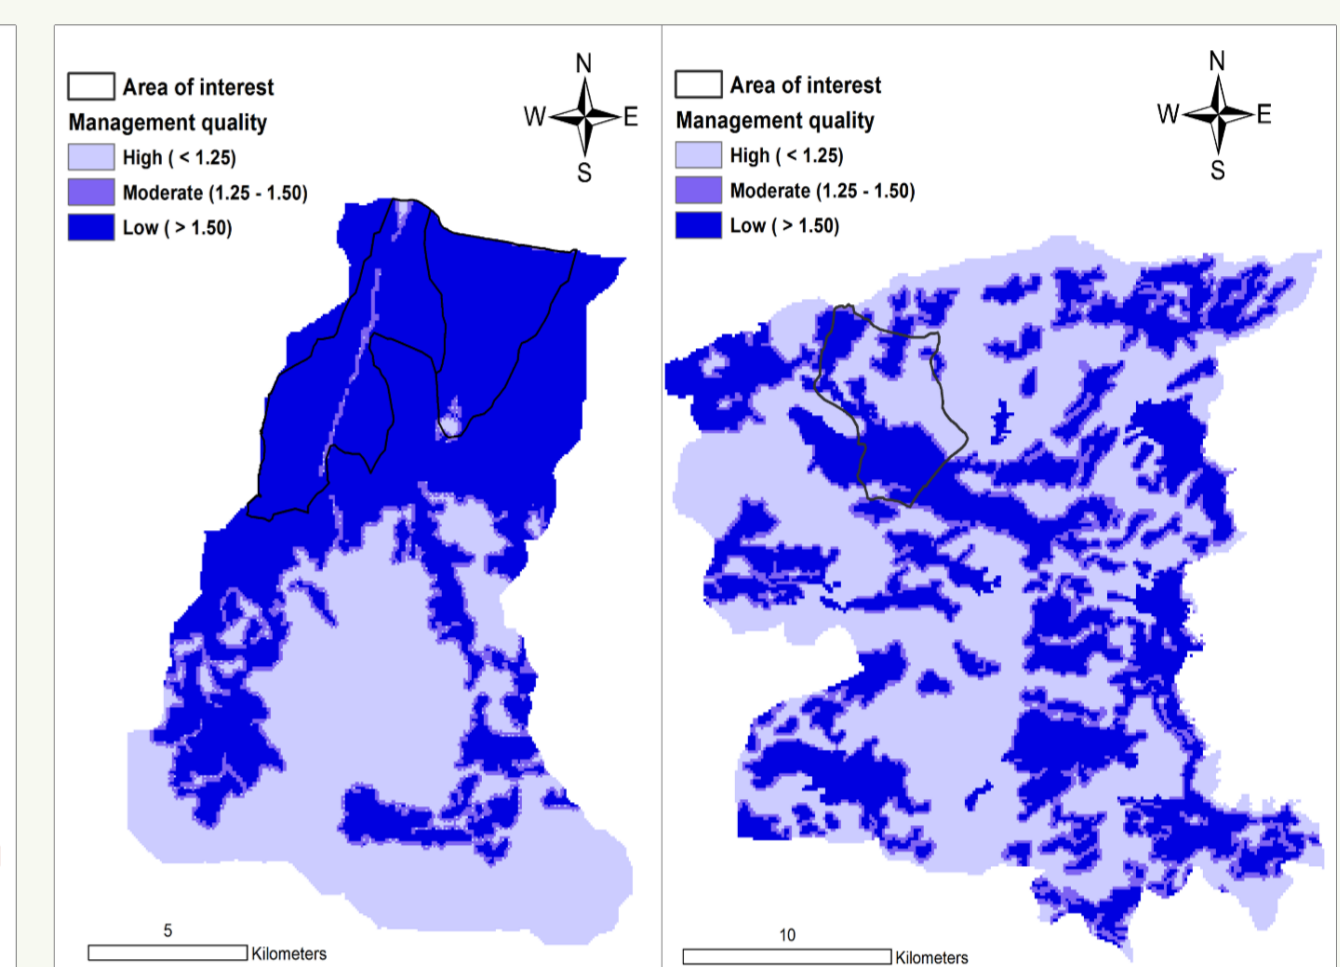 N
W E
S
Area of interest
Management quality
High ( < 1.25)
Moderate (1.25 - 1.50)
Low ( > 1.50)
5
Kilometers
N
W E
S
Area of interest
Management quality
High ( < 1.25)
Moderate (1.25 - 1.50)
Low ( > 1.50)
10
Kilometers